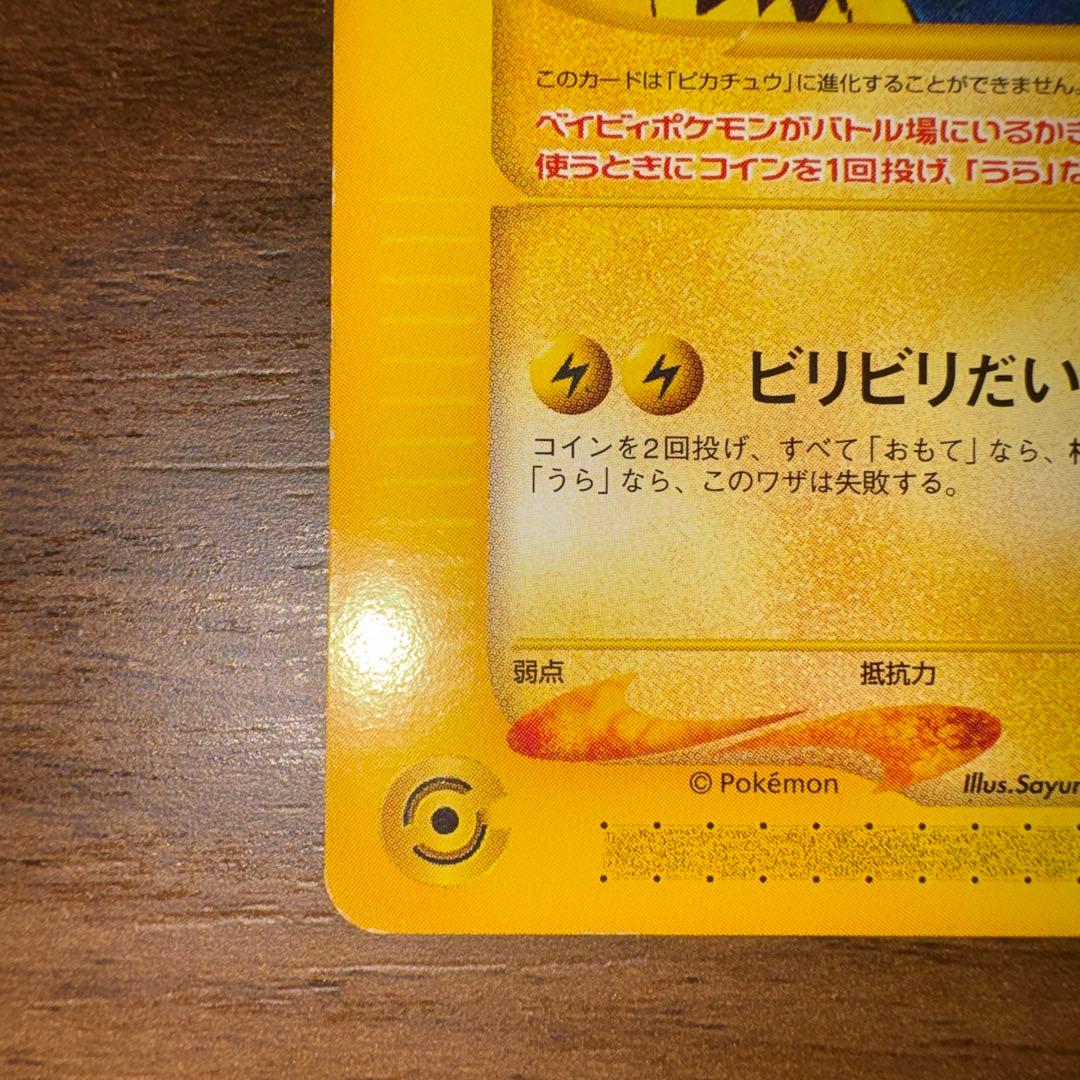 このカードは「ピカチュウ」に進化することができません。
ベイビィポケモンがバトル場にいるかぎ
使うときにコインを1回投げ、「うら」な
ビリビリだい
コインを2回投げ、すべて「おもて」なら、
「うら」なら、このワザは失敗する。
弱点 抵抗力
© Pokémon Illus.Sayur